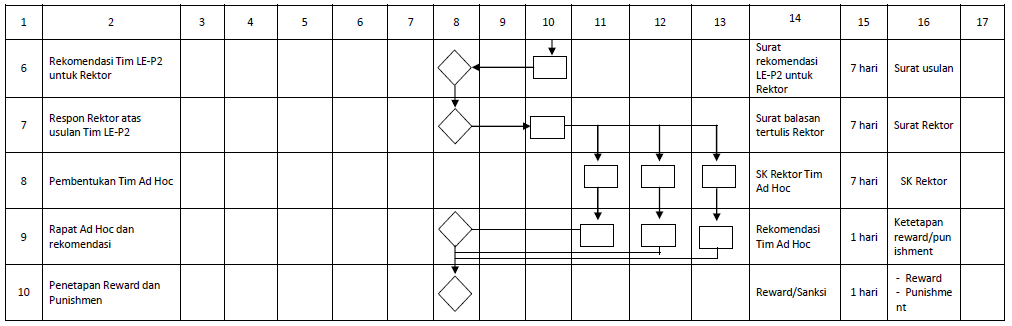 1 2 3 4 5 6 7 8 9 10 11 12 13 14 15 16 17
6 Rekomendasi Tim LE-P2
untuk Rektor
Surat
rekomendasi
LE-P2 untuk
Rektor
7 hari
Surat usulan
7 Respon Rektor atas
usulan Tim LE-P2
Surat balasan
tertulis Rektor
7 hari
Surat Rektor
8 Pembentukan Tim Ad Hoc
SK Rektor Tim
Ad Hoc
7 hari
SK Rektor
9 Rapat Ad Hoc dan
rekomendasi
Rekomendasi
Tim Ad Hoc
1 hari
Ketetapan
reward/pun
ishment
10 Penetapan Reward dan
Punishmen
Reward/Sanksi
1 hari
- Reward
- Punishme
nt